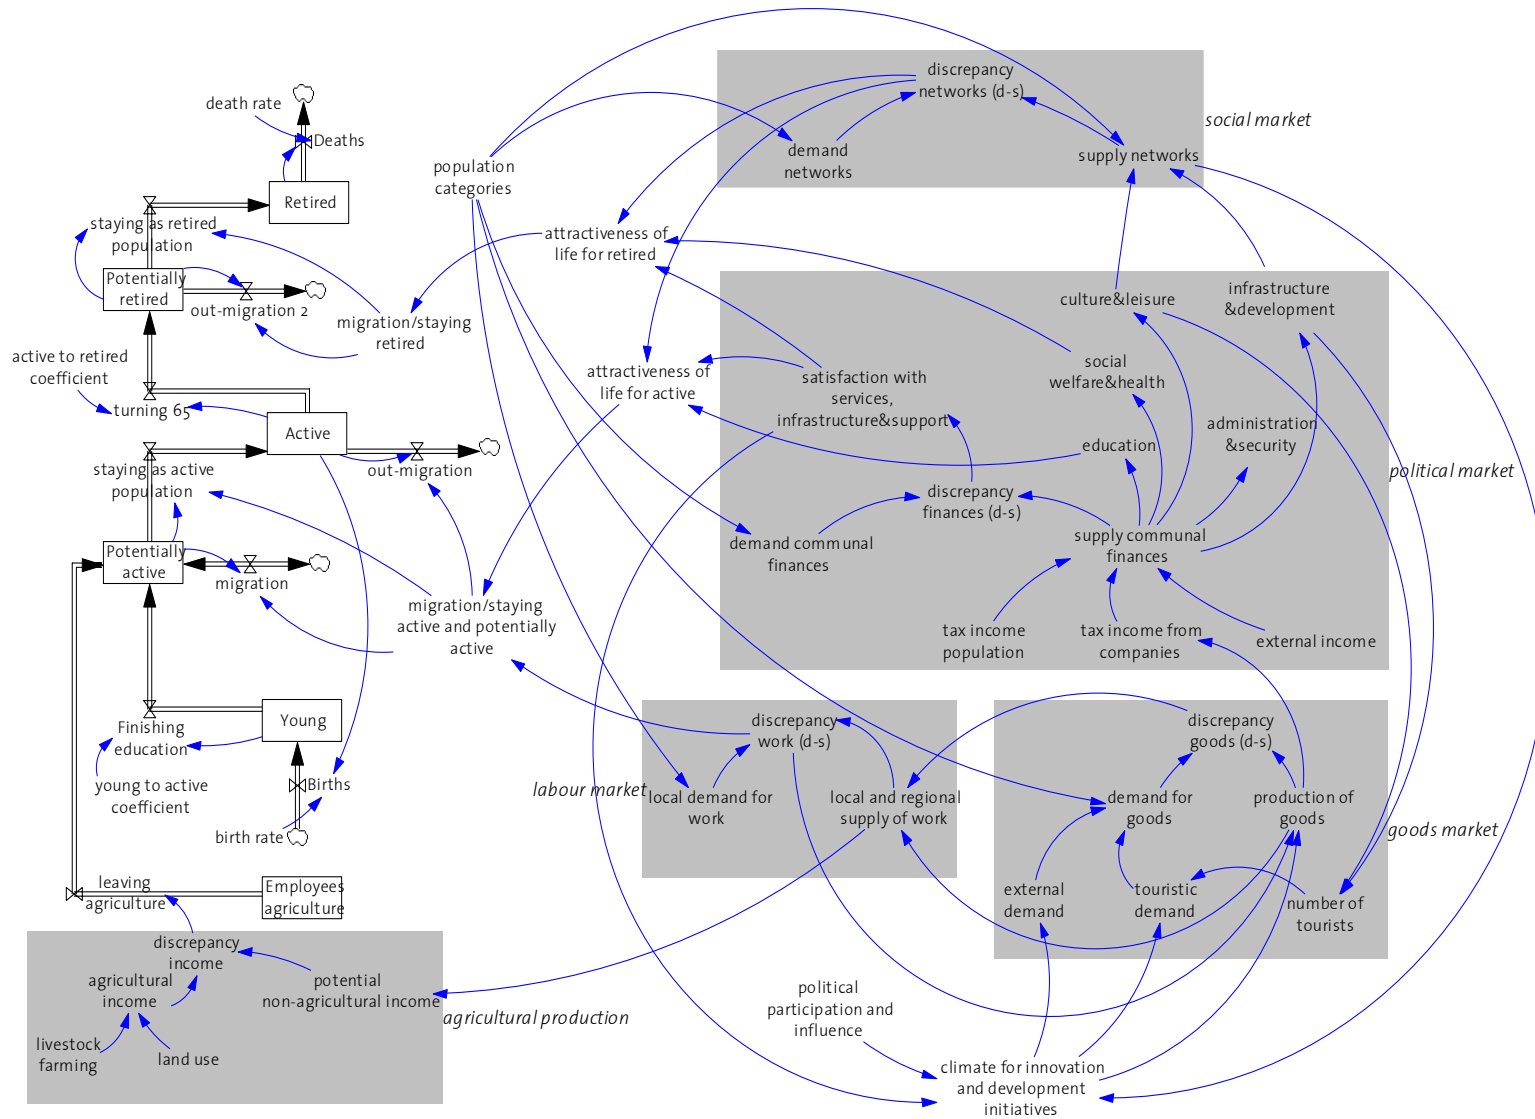 death rate
Deaths
Retired
staying as retired
population
Potentially
retired
out-migration 2
migration/staying
retired
active to retired
coefficient
turning 65
Active
staying as active
population
out-migration
Potentially
active
migration
migration/staying
active and potentially
active
Finishing
education
Young
young to active
coefficient
Births
birth rate
leaving
agriculture
Employees
agriculture
discrepancy
income
agricultural
income
potential
non-agricultural income
livestock
farming
land use
agricultural production
population
categories
attractiveness of
life for retired
attractiveness of
life for active
discrepancy
networks (d-s)
demand
networks
supply networks
social market
culture&leisure
infrastructure
&development
social
welfare&health
satisfaction with
services,
infrastructure&support
administration
&security
education
discrepancy
finances (d-s)
demand communal
finances
supply communal
finances
tax income
population
tax income from
companies
external income
political market
discrepancy
work (d-s)
labour market
local demand for
work
local and regional
supply of work
discrepancy
goods (d-s)
demand for
goods
production of
goods
goods market
external
demand
touristic
demand
number of
tourists
political
participation and
influence
climate for innovation
and development
initiatives